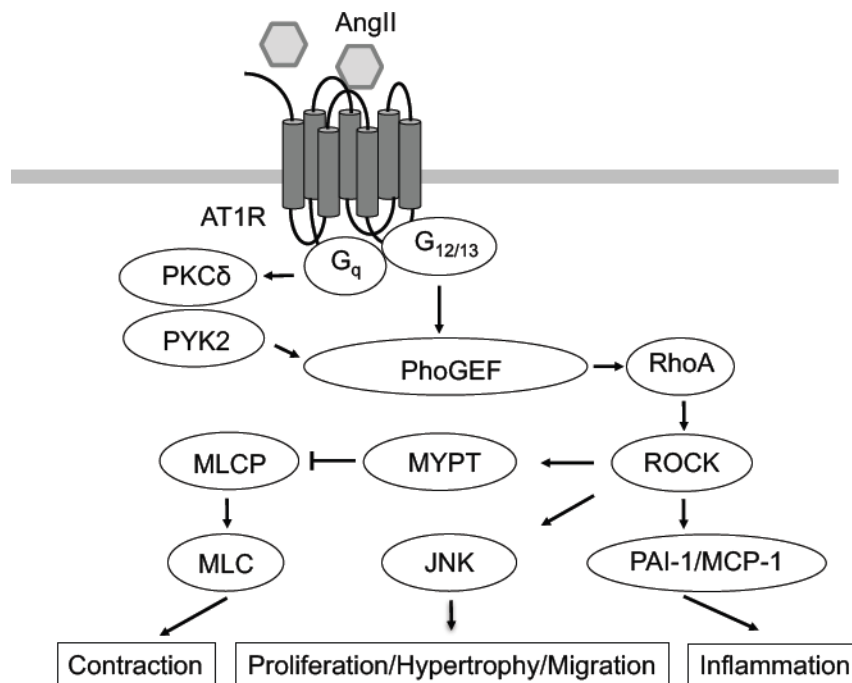 AngII
AT1R
Gq
G12/13
PKCδ
PYK2
PhoGEF
RhoA
MLCP
MYPT
ROCK
MLC
JNK
PAI-1/MCP-1
Contraction
Proliferation/Hypertrophy/Migration
Inflammation